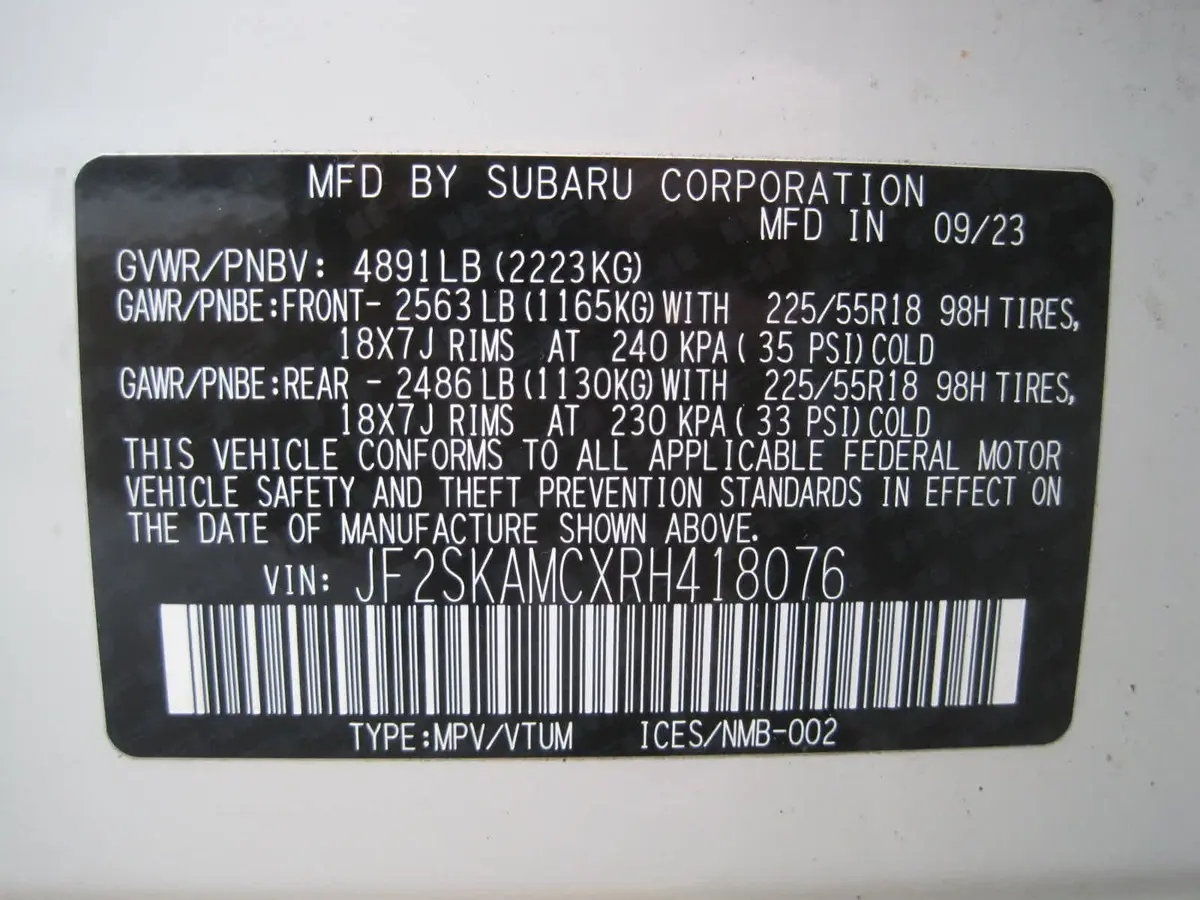 MFD BY SUBARU CORPORATION
MFD IN 09/23
GVWR/PNBV: 4891LB (2223KG)
GAWR/PNBE:FRONT- 2563 LB (1165KG) WITH 225/55R18 98H TIRES,
18X7J RIMS AT 240 KPA ( 35 PSI) COLD
GAWR/PNBE:REAR - 2486 LB (1130KG) WITH 225/55R18 98H TIRES,
18X7J RIMS AT 230 KPA ( 33 PSI) COLD
THIS VEHICLE CONFORMS TO ALL APPLICABLE FEDERAL MOTOR
VEHICLE SAFETY AND THEFT PREVENTION STANDARDS IN EFFECT ON
THE DATE OF MANUFACTURE SHOWN ABOVE.
VIN: JF2SKAMCXRH418076
TYPE:MPV/VTUM ICES/NMB-002